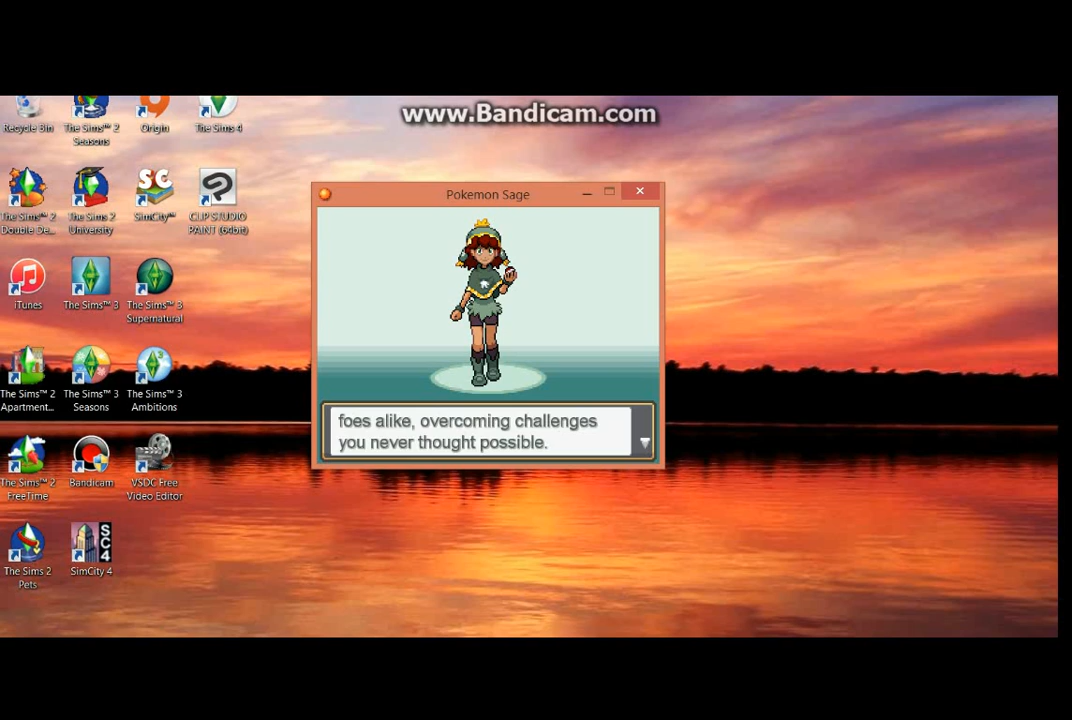 www.Bandicam.com
Recycle Bin
The Sims™ 2
Seasons
Origin
The Sims 4
The Sims™ 2
Double De...
The Sims 2
University
SimCity™
CLIP STUDIO
PAINT (64bit)
iTunes
The Sims™ 3
The Sims™ 3
Supernatural
The Sims™ 2
Apartment...
The Sims™ 3
Seasons
The Sims™ 3
Ambitions
The Sims™ 2
FreeTime
Bandicam
VSDC Free
Video Editor
The Sims 2
Pets
SimCity 4
SC
SC4
Pokemon Sage
foes alike, overcoming challenges
you never thought possible.